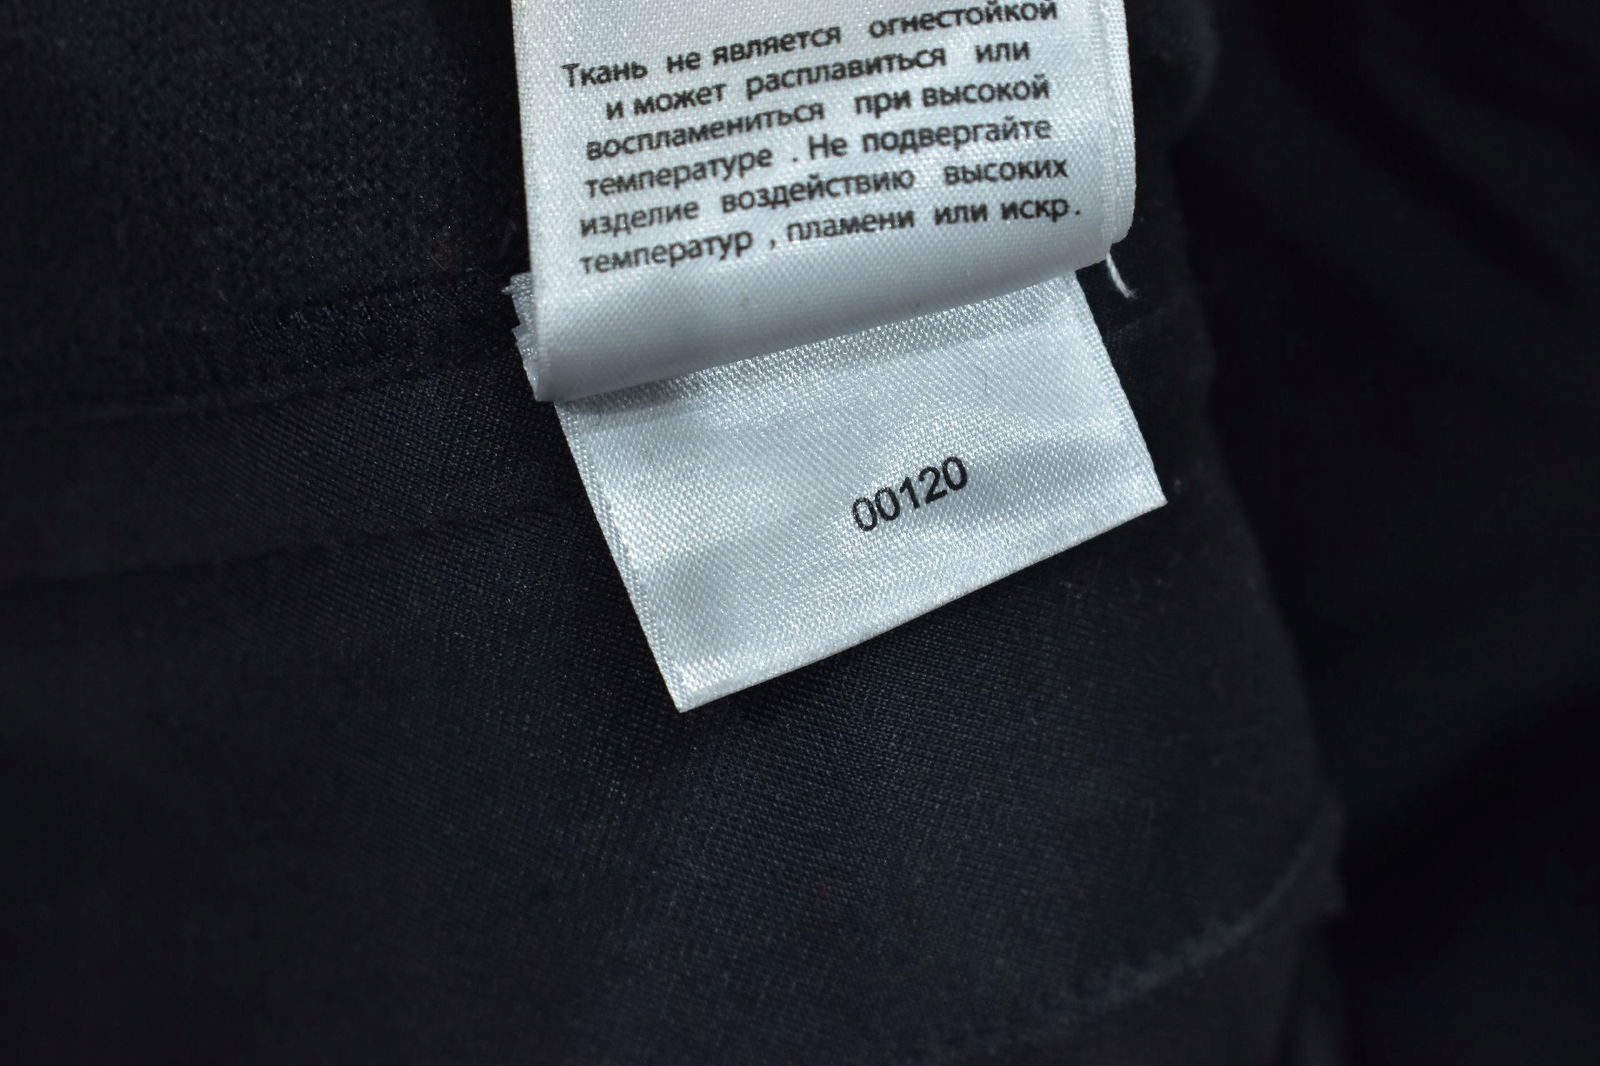 Ткань не является огнестойкой
и может расплавиться или
воспламениться при высокой
температуре . Не подвергайте
изделие воздействию высоких
температур , пламени или искр.
00120